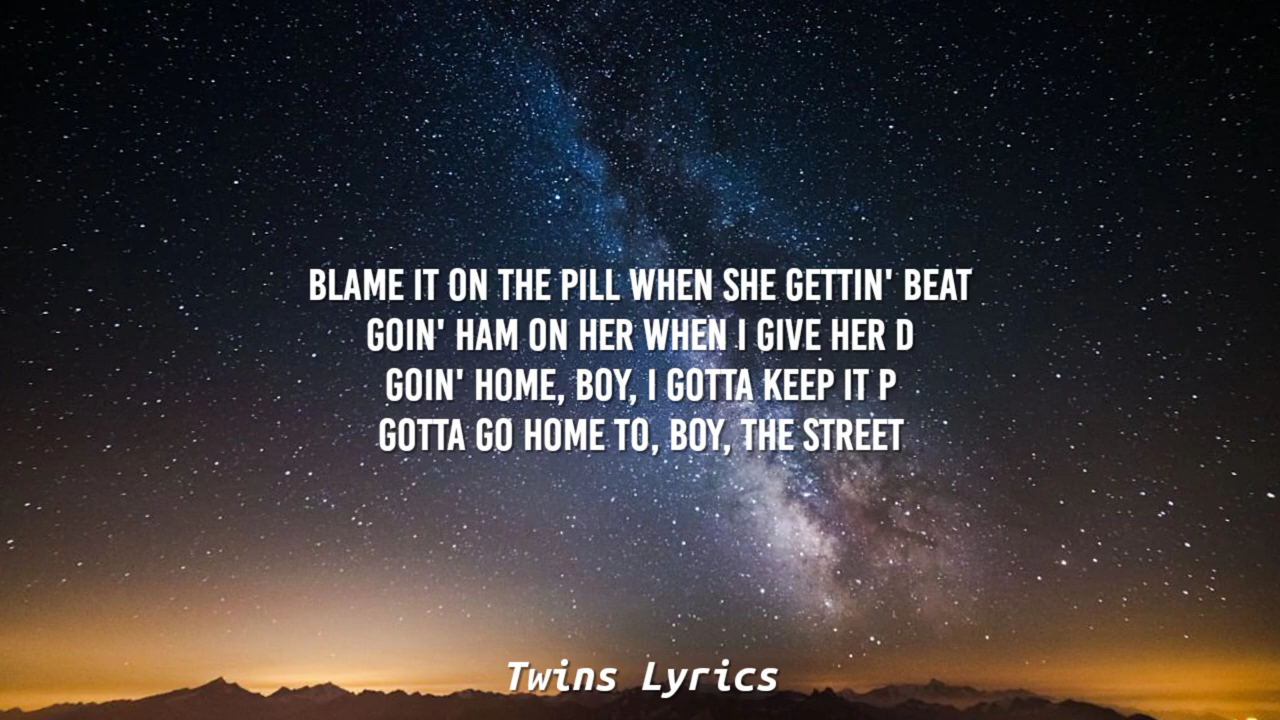 BLAME IT ON THE PILL WHEN SHE GETTIN' BEAT
GOIN' HAM ON HER WHEN I GIVE HER D
GOIN' HOME, BOY, I GOTTA KEEP IT P
GOTTA GO HOME TO, BOY, THE STREET
Twins Lyrics